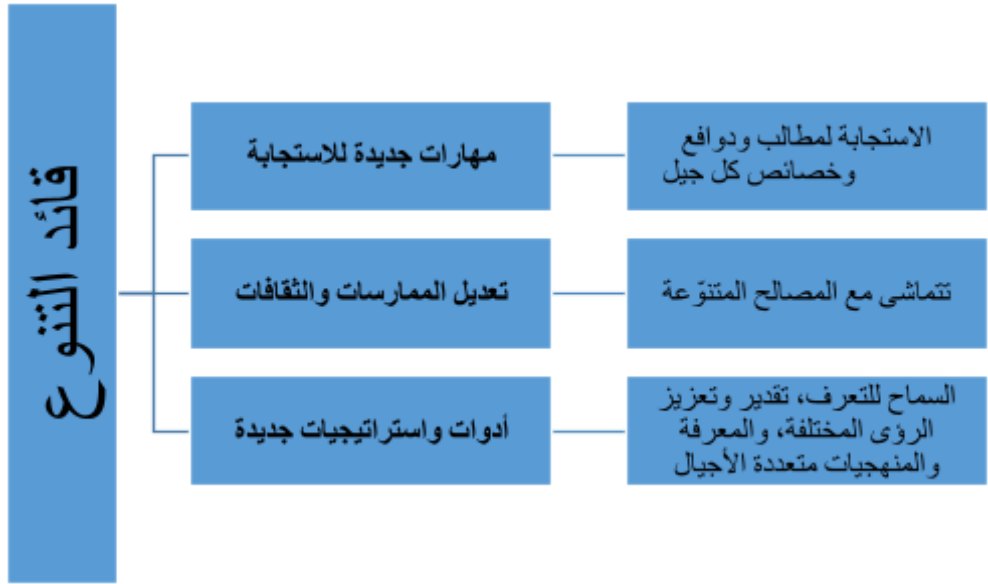 قائد التنوع
مهارات جديدة للاستجابة
الاستجابة لمطالب ودوافع
وخصائص كل جيل
تعديل الممارسات والثقافات
تتماشى مع المصالح المتنوّعة
أدوات واستراتيجيات جديدة
السماح للتعرف، تقدير وتعزيز
الرؤى المختلفة، والمعرفة
والمنهجيات متعددة الأجيال